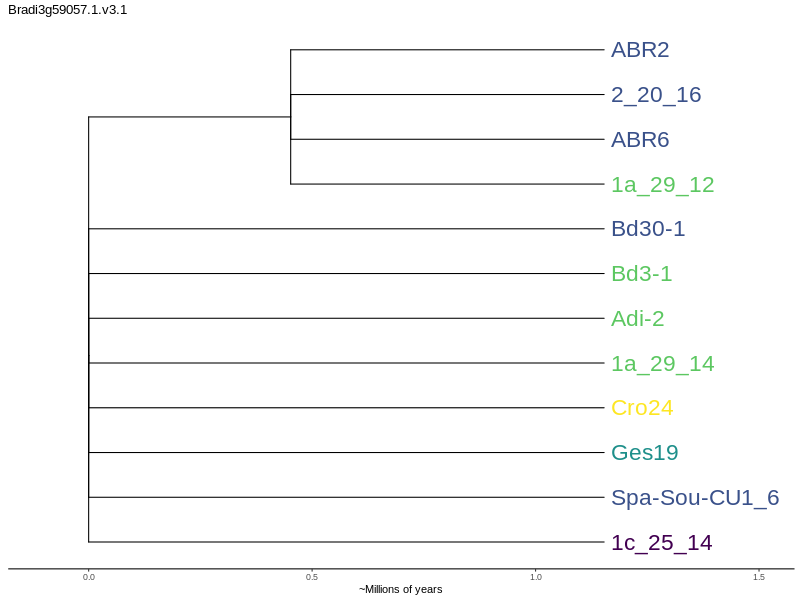 Bradi3g59057.1.v3.1
ABR2
2_20_16
ABR6
1a_29_12
Bd30-1
Bd3-1
Adi-2
1a_29_14
Cro24
Ges19
Spa-Sou-CU1_6
1c_25_14
0.0 0.5 1.0 1.5
~Millions of years